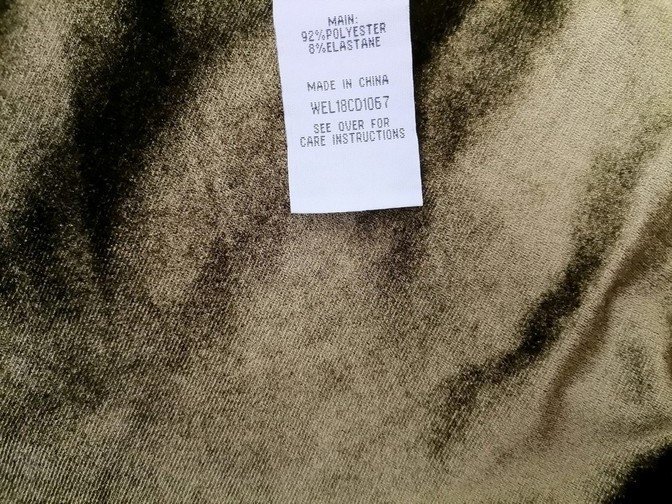 MAIN:
92%POLYESTER
8%ELASTANE
MADE IN CHINA
WEL18CD1067
SEE OVER FOR
CARE INSTRUCTIONS